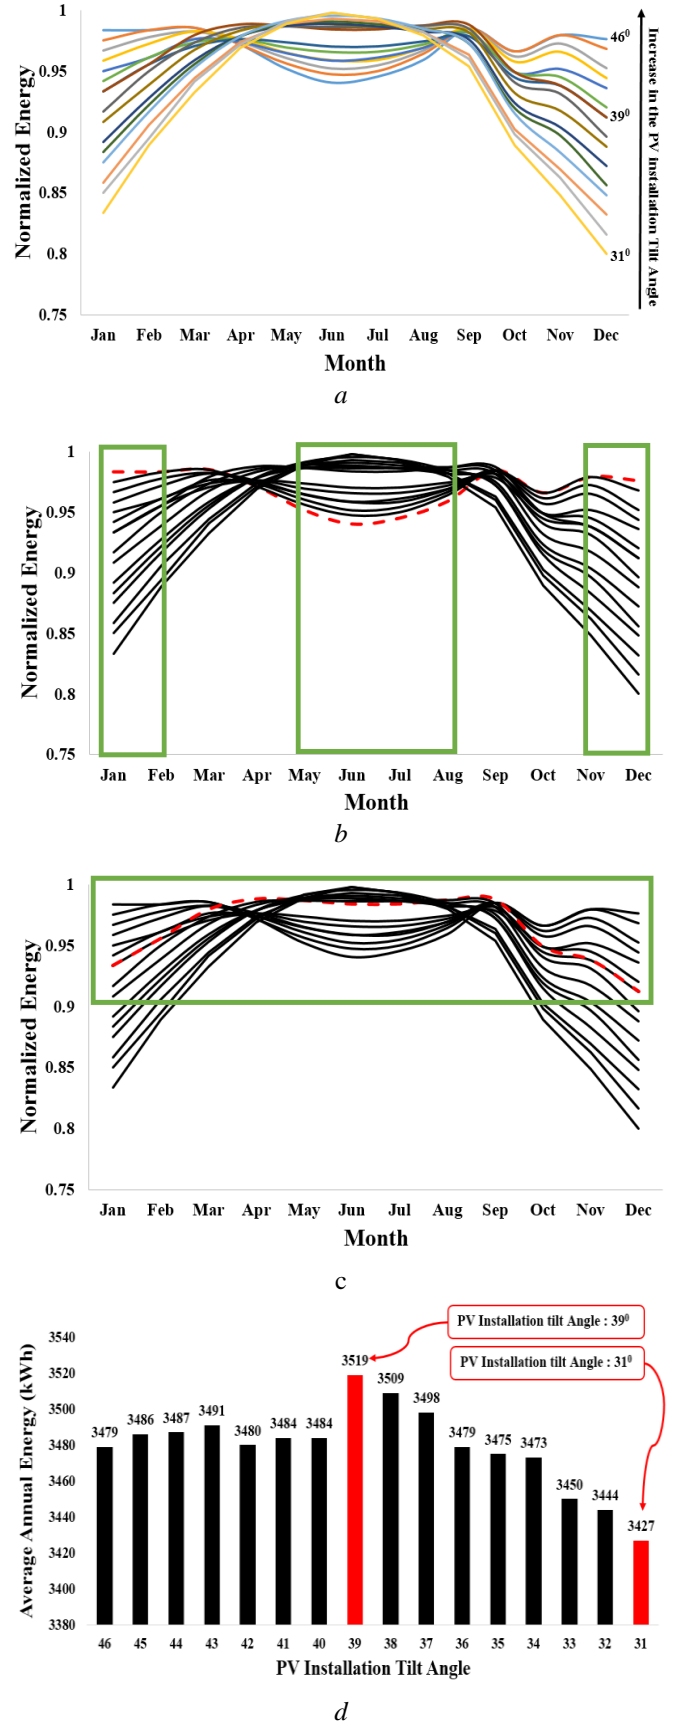 1
0.95
0.9
0.85
0.8
0.75
Normalized Energy
46⁰
39⁰
31⁰
Increase in the PV installation Tilt Angle
Jan Feb Mar Apr May Jun Jul Aug Sep Oct Nov Dec
Month
a
1
0.95
0.9
0.85
0.8
0.75
Normalized Energy
Jan Feb Mar Apr May Jun Jul Aug Sep Oct Nov Dec
Month
b
1
0.95
0.9
0.85
0.8
0.75
Normalized Energy
Jan Feb Mar Apr May Jun Jul Aug Sep Oct Nov Dec
Month
c
PV Installation tilt Angle : 39⁰
PV Installation tilt Angle : 31⁰
3540
3520
3500
3480
3460
3440
3420
3400
3380
Average Annual Energy (kWh)
3479 3486 3487 3491 3480 3484 3484 3519 3509 3498 3479 3475 3473 3450 3444 3427
46 45 44 43 42 41 40 39 38 37 36 35 34 33 32 31
PV Installation Tilt Angle
d